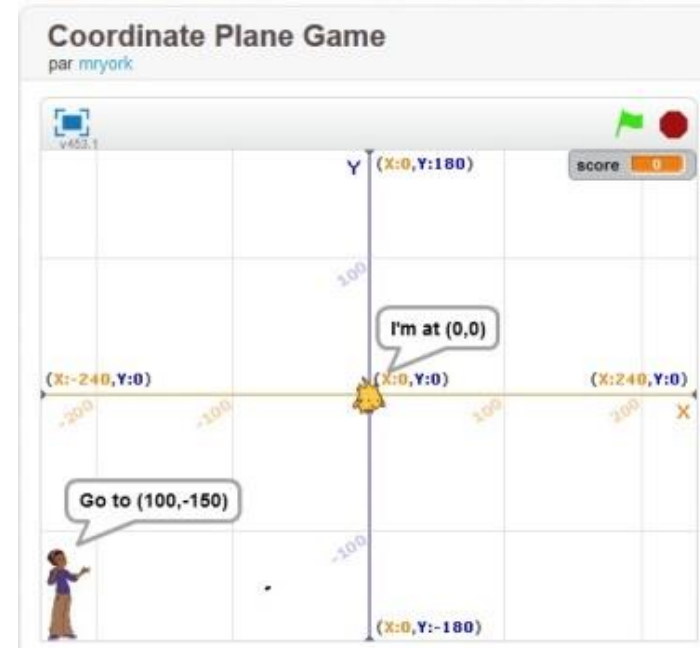 Coordinate Plane Game
par mryork
v453.1
Y
(X:0,Y:180)
score 0
100
I'm at (0,0)
(X:-240,Y:0)
(X:0,Y:0)
(X:240,Y:0)
-200
-100
100
200
X
Go to (100,-150)
-100
(X:0,Y:-180)